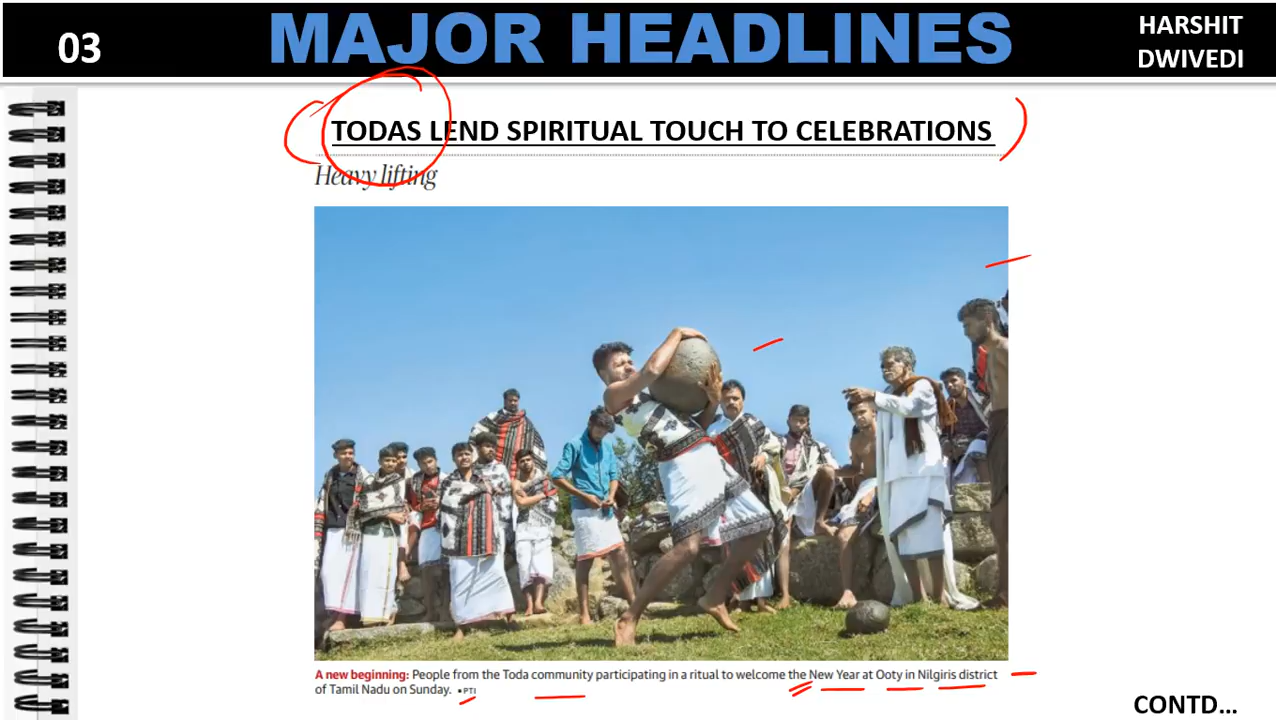 03
MAJOR HEADLINES
HARSHIT
DWIVEDI
TODAS LEND SPIRITUAL TOUCH TO CELEBRATIONS
Heavy lifting
A new beginning: People from the Toda community participating in a ritual to welcome the New Year at Ooty in Nilgiris district
of Tamil Nadu on Sunday. ▪ PTI
CONTD...